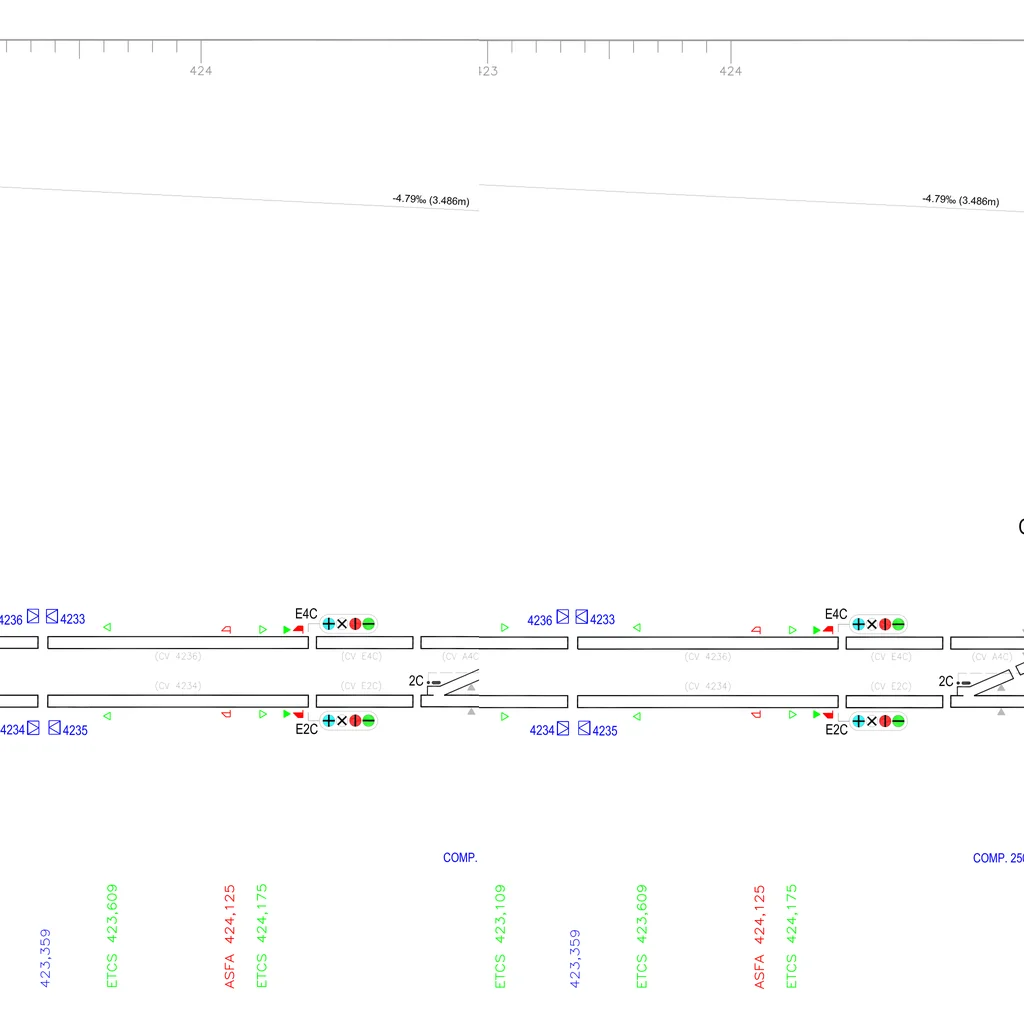 424
423
424
-4.79‰ (3.486m)
-4.79‰ (3.486m)
4236
4233
E4C
4236
4233
E4C
(CV 4236)
(CV E4C)
(CV A4C
(CV 4236)
(CV E4C)
(CV A4C)
(CV 4234)
(CV E2C)
2C
(CV 4234)
(CV E2C)
2C
4234
4235
E2C
4234
4235
E2C
COMP.
COMP. 250
423,359
ETCS 423,609
ASFA 424,125
ETCS 424,175
ETCS 423,109
423,359
ETCS 423,609
ASFA 424,125
ETCS 424,175